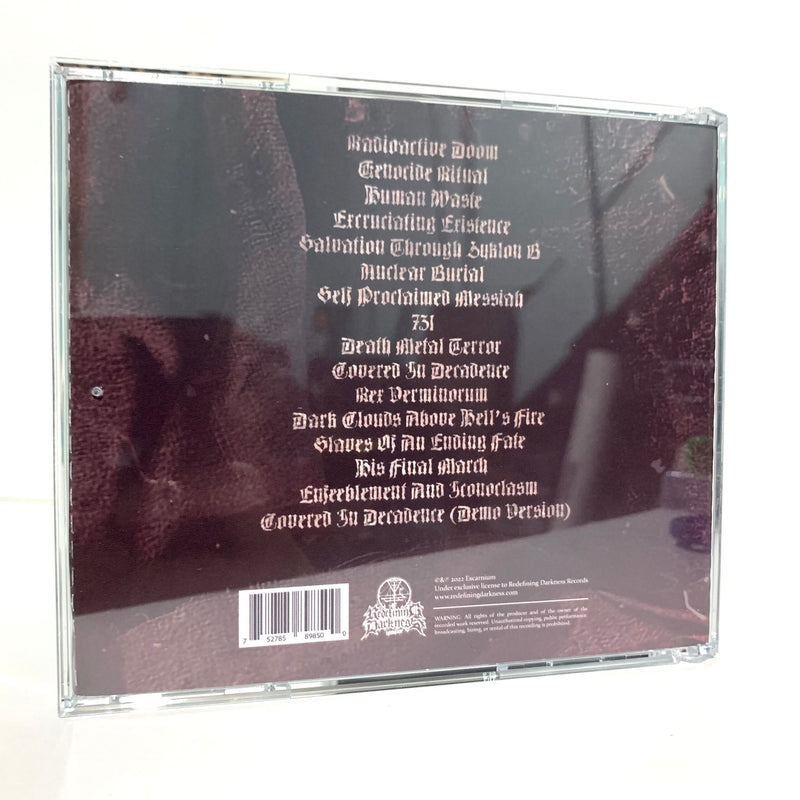 Radioactive Doom
Genocide Ritual
Human Waste
Excruciating Existence
Salvation Through Zyklon B
Nuclear Burial
Self Proclaimed Messiah
731
Death Metal Terror
Covered In Decadence
Rex Verminorum
Dark Clouds Above Hell's Fire
Slaves Of An Ending Fate
His Final March
Enfeeblement And Iconoclasm
Covered In Decadence (Demo Version)
©&℗ 2022 Escarnium
Under exclusive license to Redefining Darkness Records
www.redefiningdarkness.com
WARNING: All rights of the producer and of the owner of the
recorded work reserved. Unauthorized copying, public performance
broadcasting, hiring, or rental of this recording is prohibited.
Redefining
Darkness
7 52785 89850 0